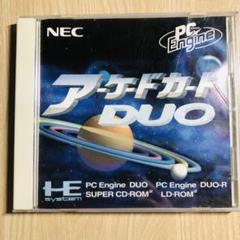 NEC
PC Engine
アーケードカード
DUO
HE system
PC Engine DUO PC Engine DUO-R
SUPER CD-ROM² LD-ROM²